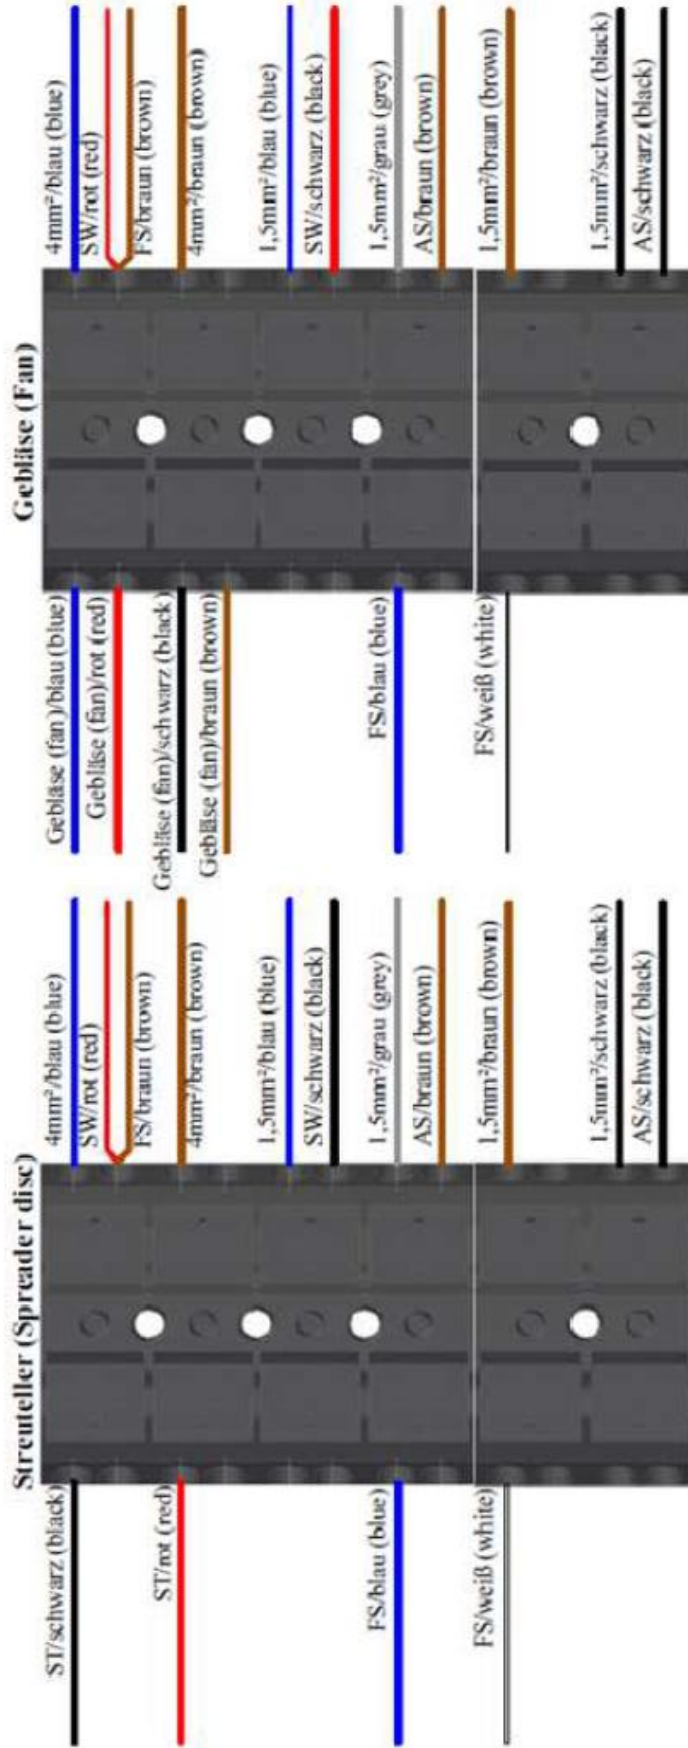 Gebläse (Fan)
4mm²/blau (blue)
SW/rot (red)
FS/braun (brown)
4mm²/braun (brown)
1,5mm²/blau (blue)
SW/schwarz (black)
1,5mm²/grau (grey)
AS/braun (brown)
1,5mm²/braun (brown)
1,5mm²/schwarz (black)
AS/schwarz (black)
Gebläse (fan)/blau (blue)
Gebläse (fan)/rot (red)
Gebläse (fan)/schwarz (black)
Gebläse (fan)/braun (brown)
FS/blau (blue)
FS/weiß (white)
Streuteller (Spreader disc)
4mm²/blau (blue)
SW/rot (red)
FS/braun (brown)
4mm²/braun (brown)
1,5mm²/blau (blue)
SW/schwarz (black)
1,5mm²/grau (grey)
AS/braun (brown)
1,5mm²/braun (brown)
1,5mm²/schwarz (black)
AS/schwarz (black)
ST/schwarz (black)
ST/rot (red)
FS/blau (blue)
FS/weiß (white)